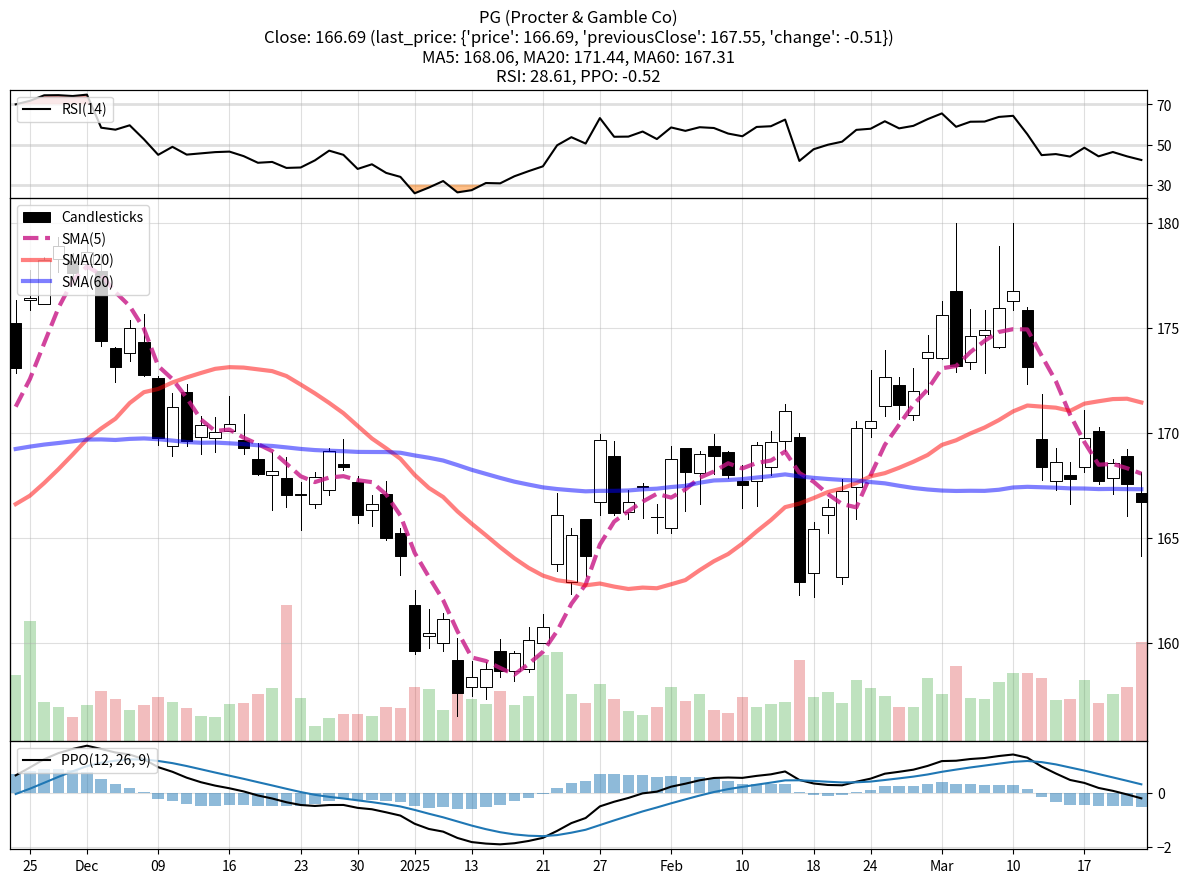 PG (Procter & Gamble Co)
Close: 166.69 (last_price: {'price': 166.69, 'previousClose': 167.55, 'change': -0.51})
MA5: 168.06, MA20: 171.44, MA60: 167.31
RSI: 28.61, PPO: -0.52
RSI(14)
70
50
30
Candlesticks
SMA(5)
SMA(20)
SMA(60)
180
175
170
165
160
PPO(12, 26, 9)
0
−2
25 Dec 09 16 23 30 2025 13 21 27 Feb 10 18 24 Mar 10 17